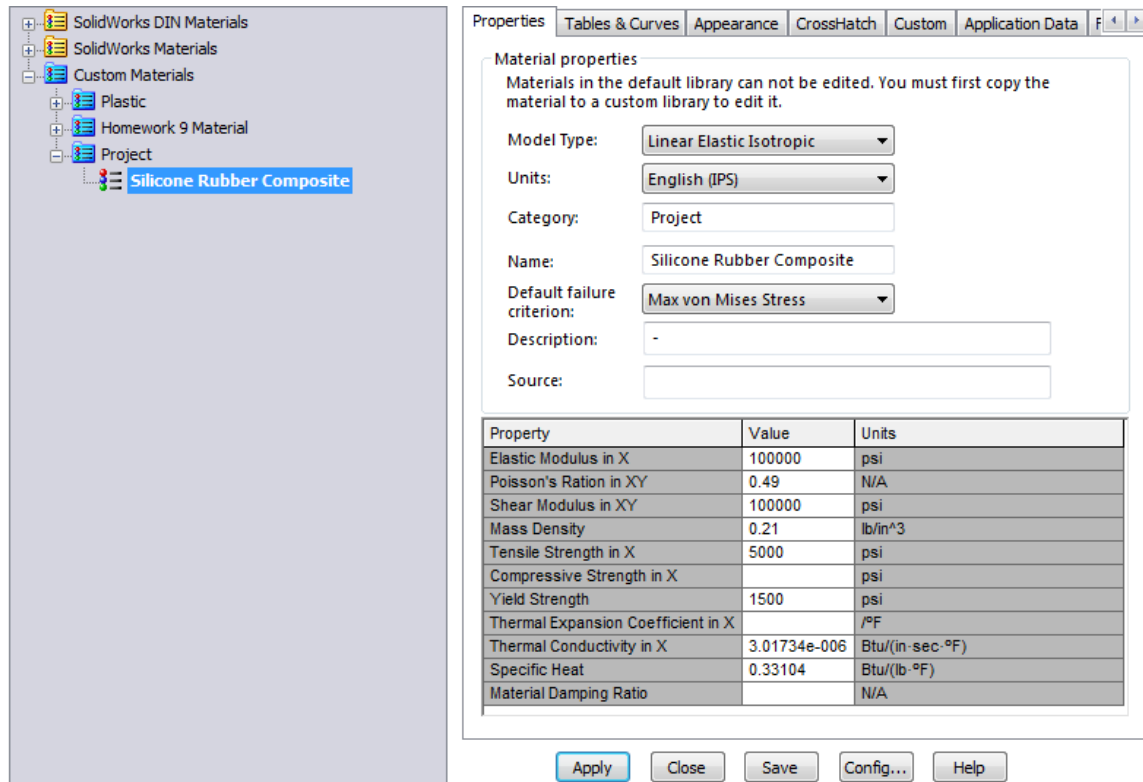 SolidWorks DIN Materials
SolidWorks Materials
Custom Materials
Plastic
Homework 9 Material
Project
Silicone Rubber Composite
Properties Tables & Curves Appearance CrossHatch Custom Application Data F
Material properties
Materials in the default library can not be edited. You must first copy the
material to a custom library to edit it.
Model Type: Linear Elastic Isotropic
Units: English (IPS)
Category: Project
Name: Silicone Rubber Composite
Default failure
criterion: Max von Mises Stress
Description: -
Source:
Property Value Units
Elastic Modulus in X 100000 psi
Poisson's Ration in XY 0.49 N/A
Shear Modulus in XY 100000 psi
Mass Density 0.21 lb/in^3
Tensile Strength in X 5000 psi
Compressive Strength in X psi
Yield Strength 1500 psi
Thermal Expansion Coefficient in X /°F
Thermal Conductivity in X 3.01734e-006 Btu/(in·sec·°F)
Specific Heat 0.33104 Btu/(lb·°F)
Material Damping Ratio N/A
Apply Close Save Config... Help